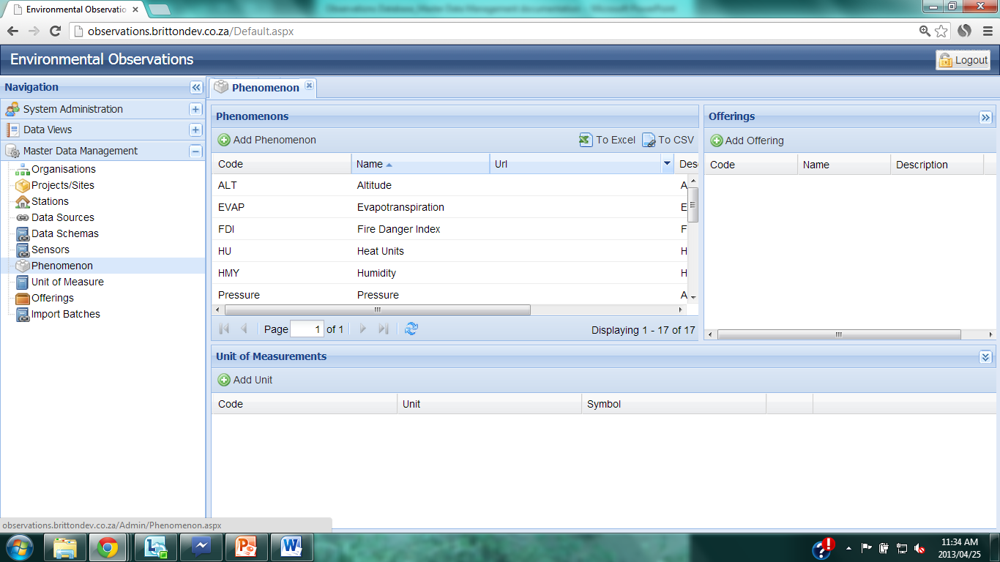 Environmental Observatio
observations.brittondev.co.za/Default.aspx
Environmental Observations
Logout
Navigation
System Administration
Data Views
Master Data Management
Organisations
Projects/Sites
Stations
Data Sources
Data Schemas
Sensors
Phenomenon
Unit of Measure
Offerings
Import Batches
Phenomenon
Phenomenons
Add Phenomenon To Excel To CSV
Code Name Url Des
ALT Altitude A
EVAP Evapotranspiration E
FDI Fire Danger Index F
HU Heat Units H
HMY Humidity H
Pressure Pressure A
Page 1 of 1 Displaying 1 - 17 of 17
Offerings
Add Offering
Code Name Description
Unit of Measurements
Add Unit
Code Unit Symbol
observations.brittondev.co.za/Admin/Phenomenon.aspx
11:34 AM
2013/04/25